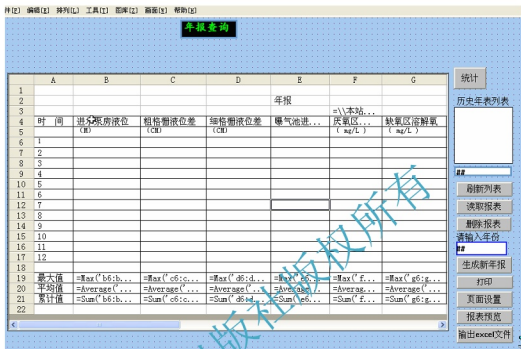 件[F] 编辑[E] 排列[L] 工具[T] 图库[Z] 画面[X] 帮助[H]
年报查询
A B C D E F G
1
2 年报
3 =\\本站...
4 时 间 进水泵房液位 粗格栅液位差 细格栅液位差 曝气池进... 厌氧区... 缺氧区溶解氧
5 (M) (CM) (CM) ( mg/L ) ( mg/L )
6 1
7 2
8 3
9 4
10 5
11 6
12 7
13 8
14 9
15 10
16 11
17 12
18
19 最大值 =Max('b6:b... =Max('c6:c... =Max('d6:d... =Max('e6... =Max('f... =Max('g6:g...
20 平均值 =Average('... =Average('... =Average('... =Average('... =Averag... =Average('...
21 累计值 =Sum('b6:b... =Sum('c6:c... =Sum('d6:d... =Sum('e6... =Sum('f... =Sum('g6:g...
22
统计
历史年表列表
##
刷新列表
读取报表
删除报表
请输入年份
##
生成新年报
打印
页面设置
报表预览
输出excel文件
版社版权所有